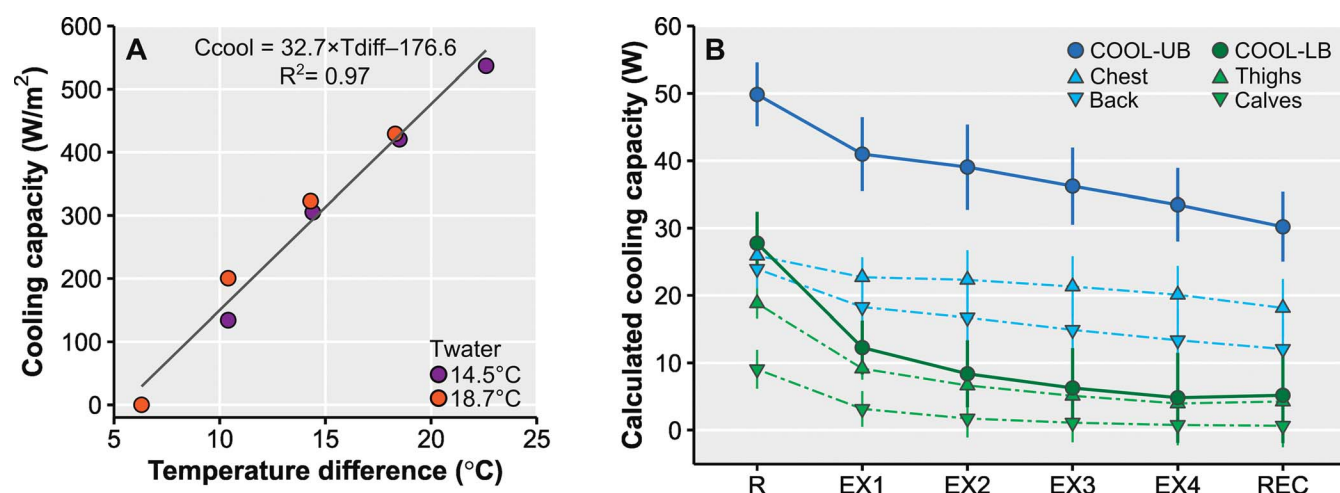 A
Ccool = 32.7×Tdiff–176.6
R²= 0.97
Cooling capacity (W/m²)
600
500
400
300
200
100
0
Twater
14.5°C
18.7°C
5 10 15 20 25
Temperature difference (°C)
B
COOL-UB COOL-LB
Chest Thighs
Back Calves
Calculated cooling capacity (W)
60
50
40
30
20
10
0
R EX1 EX2 EX3 EX4 REC